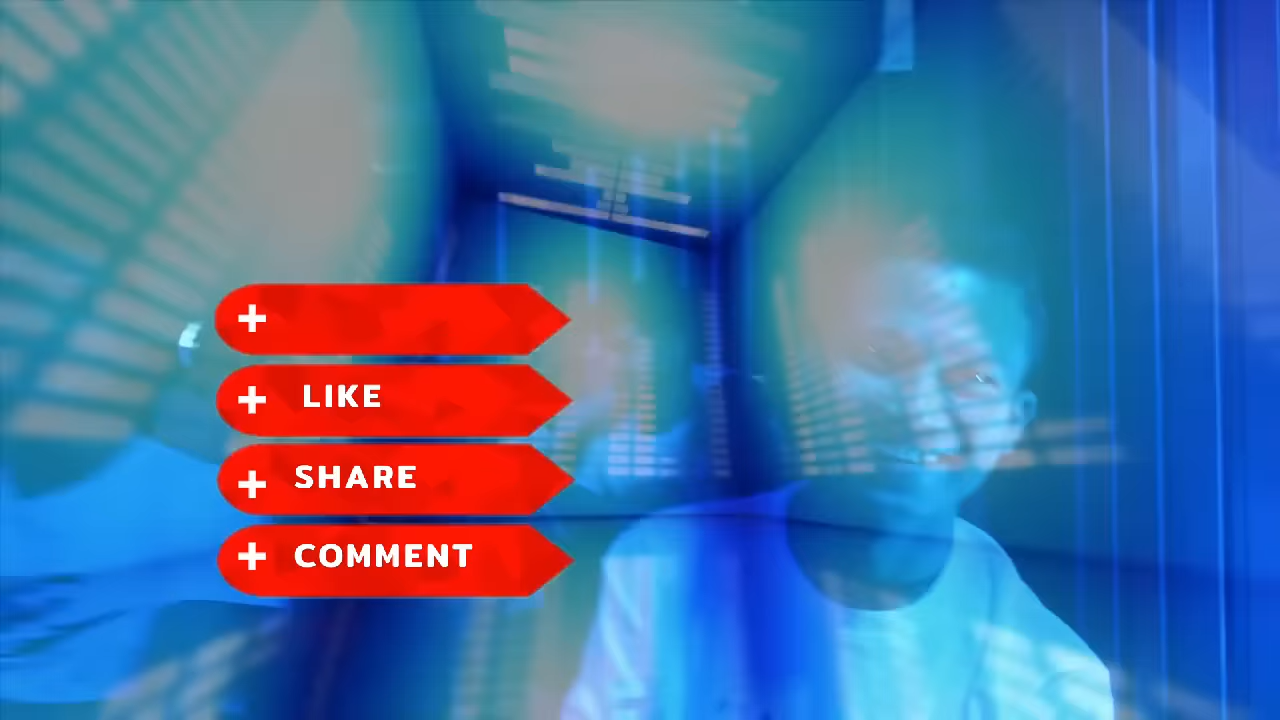 +
+ LIKE
+ SHARE
+ COMMENT